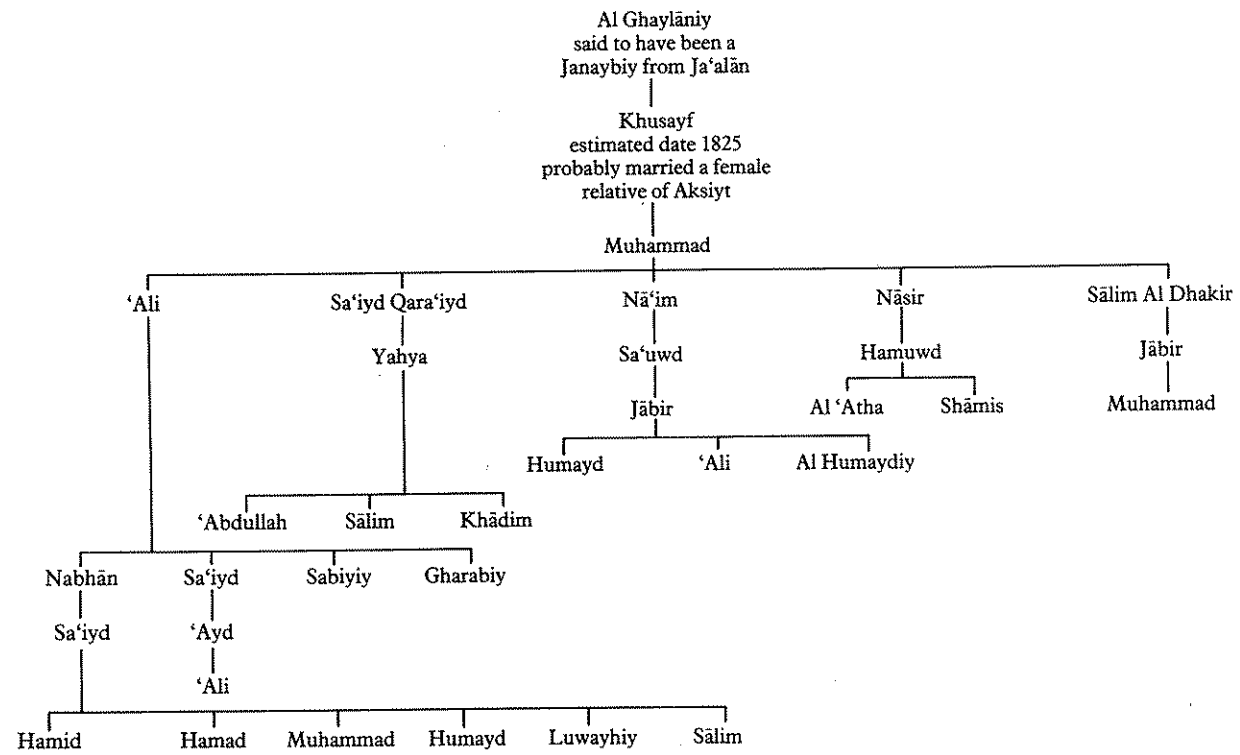 Al Ghaylāniy
said to have been a
Janaybiy from Ja‘alān
Khusayf
estimated date 1825
probably married a female
relative of Aksiyt
Muhammad
‘Ali Sa‘iyd Qara‘iyd Nā‘im Nāsir Sālim Al Dhakir
Yahya Sa‘uwd Hamuwd Jābir
Jābir Al ‘Atha Shāmis Muhammad
Humayd ‘Ali Al Humaydiy
‘Abdullah Sālim Khādim
Nabhān Sa‘iyd Sabiyiy Gharabiy
Sa‘iyd ‘Ayd
‘Ali
Hamid Hamad Muhammad Humayd Luwayhiy Sālim